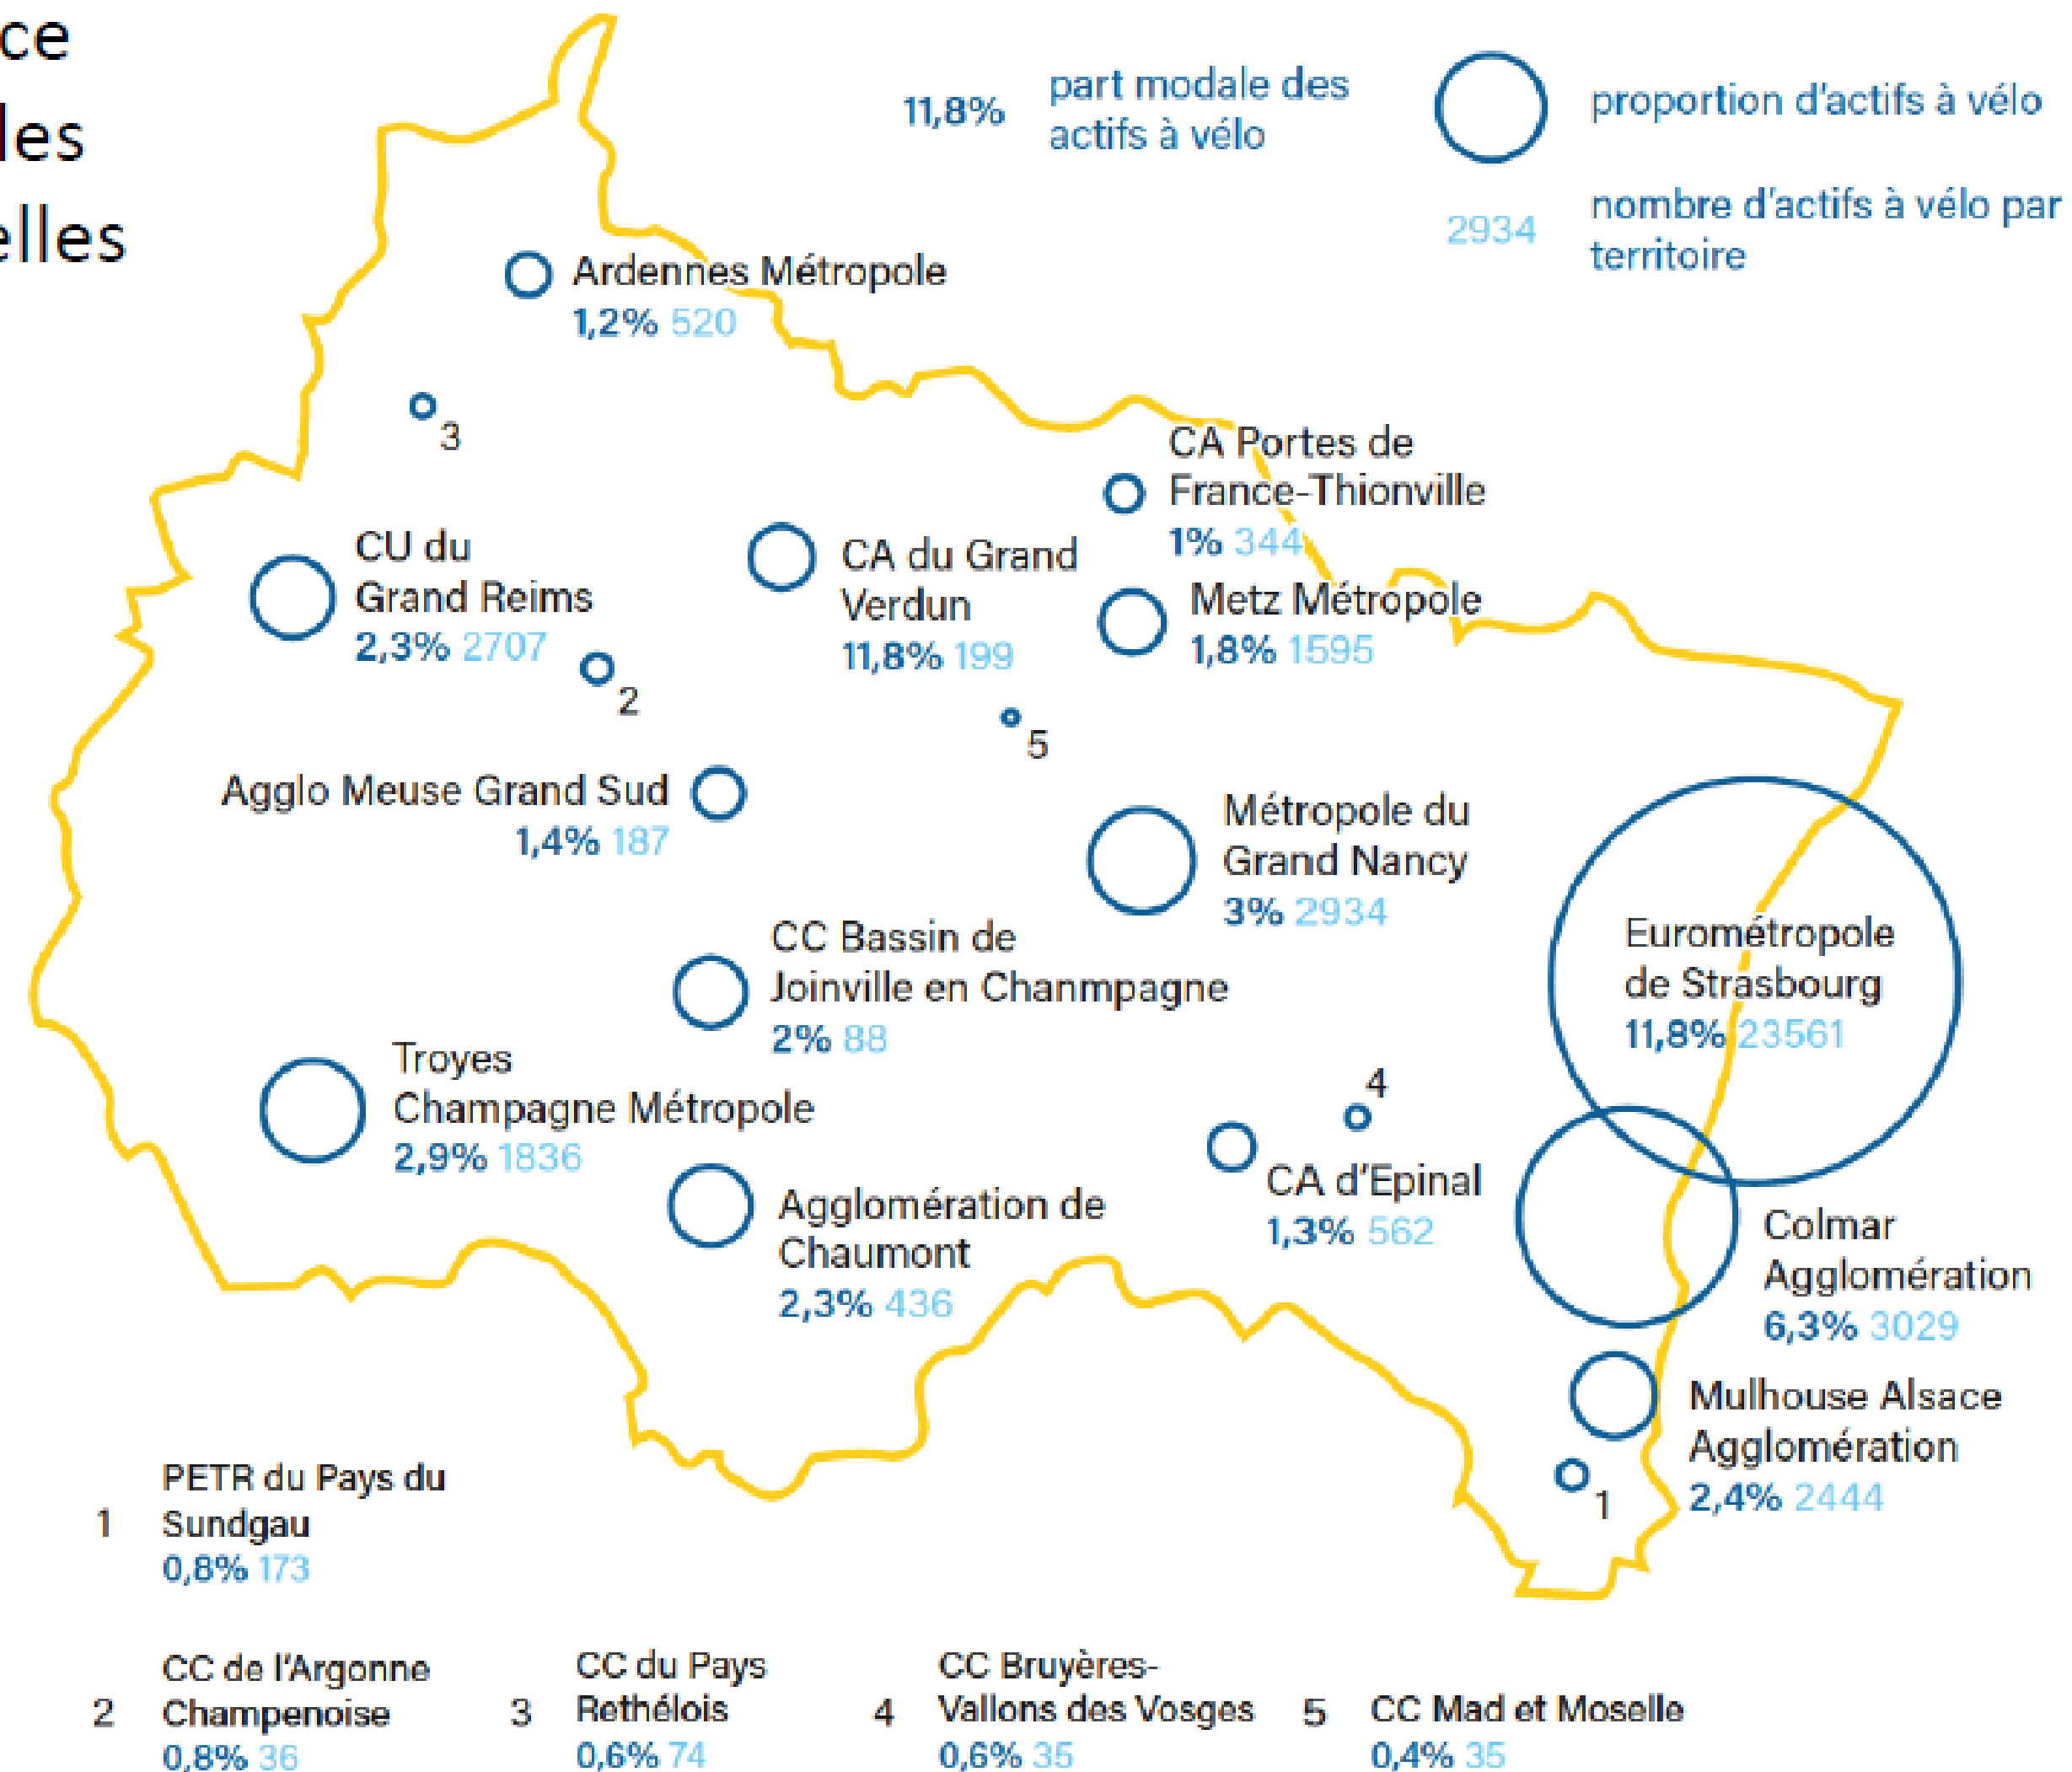 ce
les
elles
11,8% part modale des
actifs à vélo
proportion d'actifs à vélo
2934 nombre d'actifs à vélo par
territoire
Ardennes Métropole
1,2% 520
3
CA Portes de
France-Thionville
1% 344
CU du
Grand Reims
2,3% 2707
2
CA du Grand
Verdun
11,8% 199
Metz Métropole
1,8% 1595
5
Agglo Meuse Grand Sud
1,4% 187
Métropole du
Grand Nancy
3% 2934
CC Bassin de
Joinville en Chanmpagne
2% 88
Eurométropole
de Strasbourg
11,8% 23561
Troyes
Champagne Métropole
2,9% 1836
4
CA d'Epinal
1,3% 562
Agglomération de
Chaumont
2,3% 436
Colmar
Agglomération
6,3% 3029
Mulhouse Alsace
Agglomération
2,4% 2444
1
1 PETR du Pays du
Sundgau
0,8% 173
2 CC de l'Argonne
Champenoise
0,8% 36
3 CC du Pays
Rethélois
0,6% 74
4 CC Bruyères-
Vallons des Vosges
0,6% 35
5 CC Mad et Moselle
0,4% 35